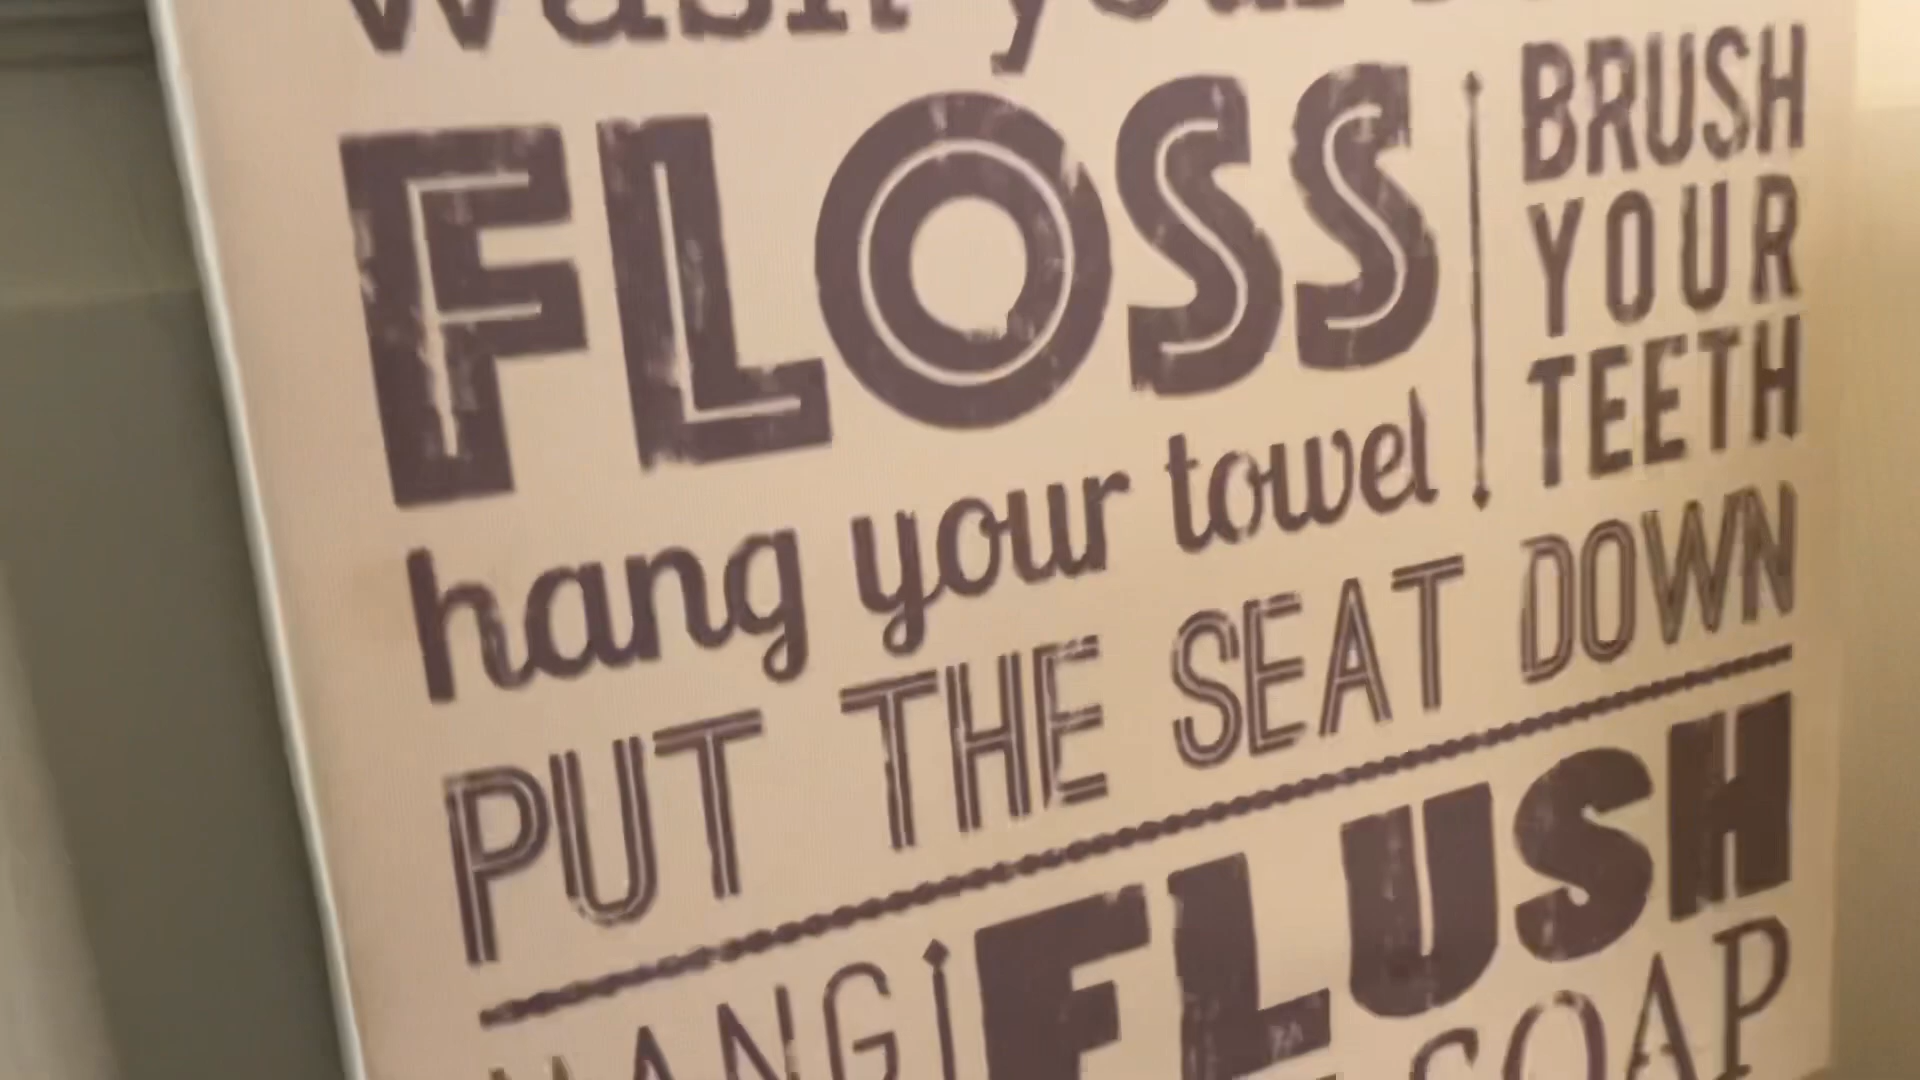 wash your
FLOSS
BRUSH
YOUR
TEETH
hang your towel
PUT THE SEAT DOWN
HANG
FLUSH
SOAP